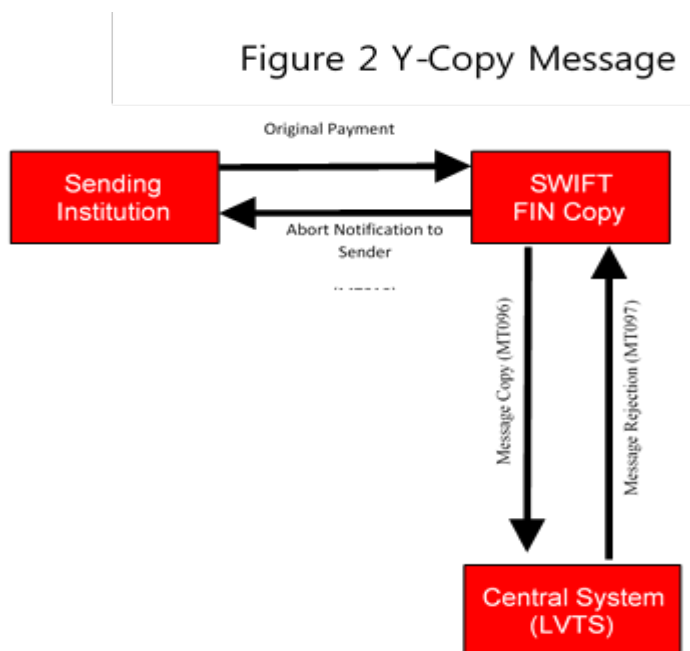 Figure 2 Y-Copy Message
Original Payment
Sending
Institution
SWIFT
FIN Copy
Abort Notification to
Sender
Message Copy (MT096)
Message Rejection (MT097)
Central System
(LVTS)